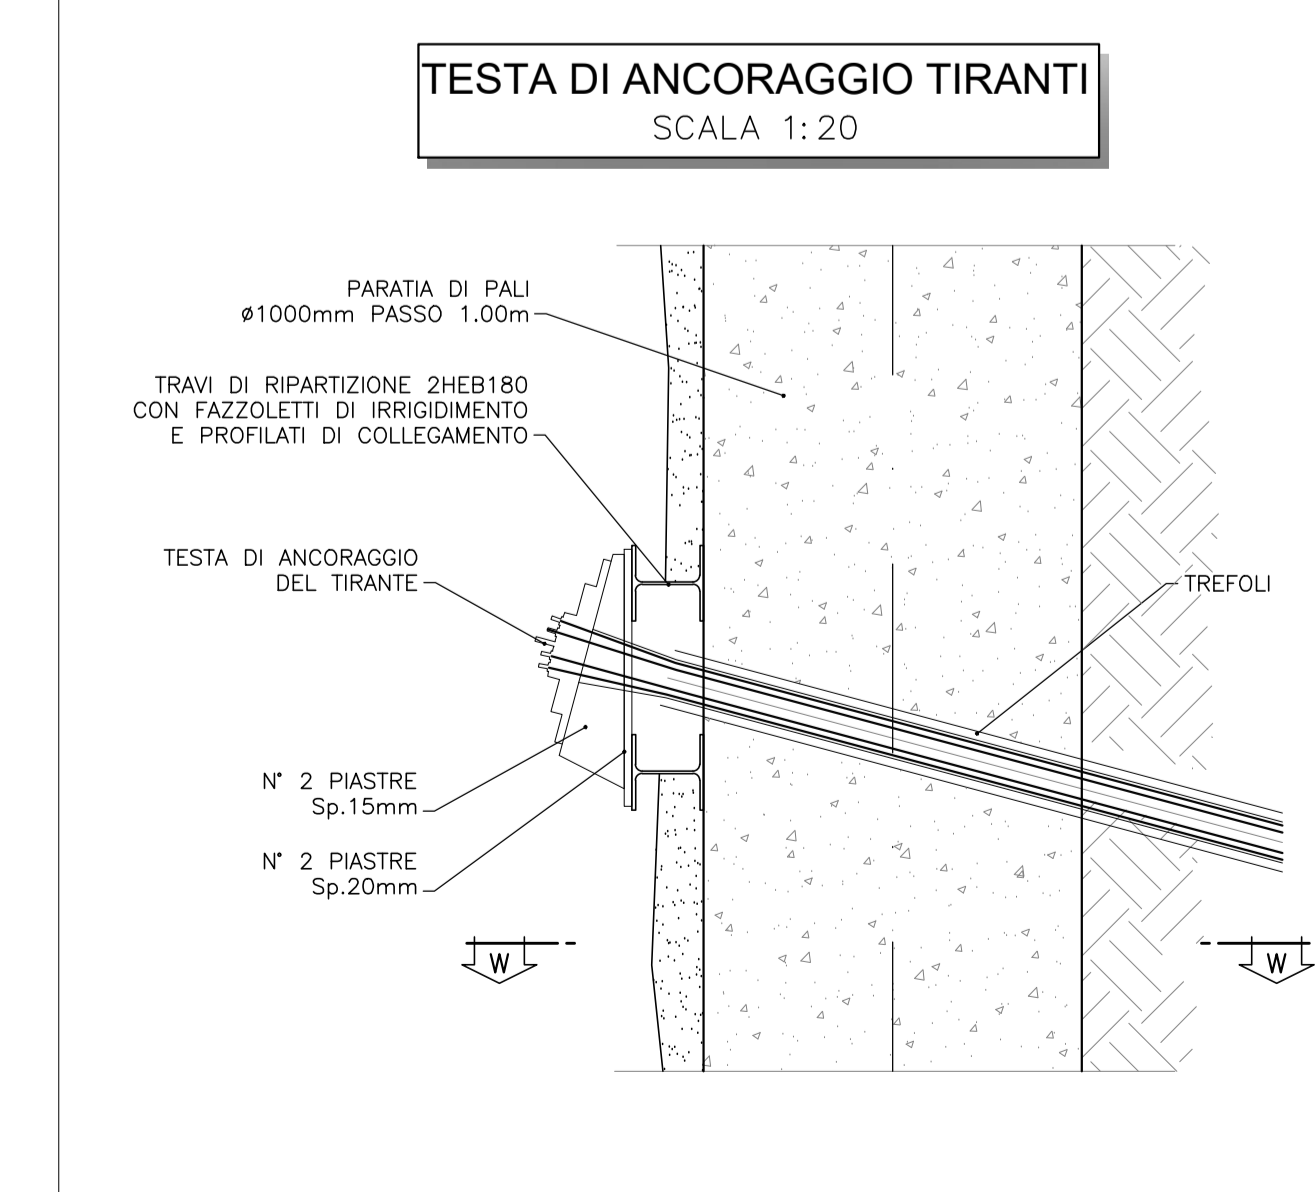 TESTA DI ANCORAGGIO TIRANTI
SCALA 1:20
PARATIA DI PALI
ø1000mm PASSO 1.00m
TRAVI DI RIPARTIZIONE 2HEB180
CON FAZZOLETTI DI IRRIGIDIMENTO
E PROFILATI DI COLLEGAMENTO
TESTA DI ANCORAGGIO
DEL TIRANTE
TREFOLI
N° 2 PIASTRE
Sp.15mm
N° 2 PIASTRE
Sp.20mm
W
W